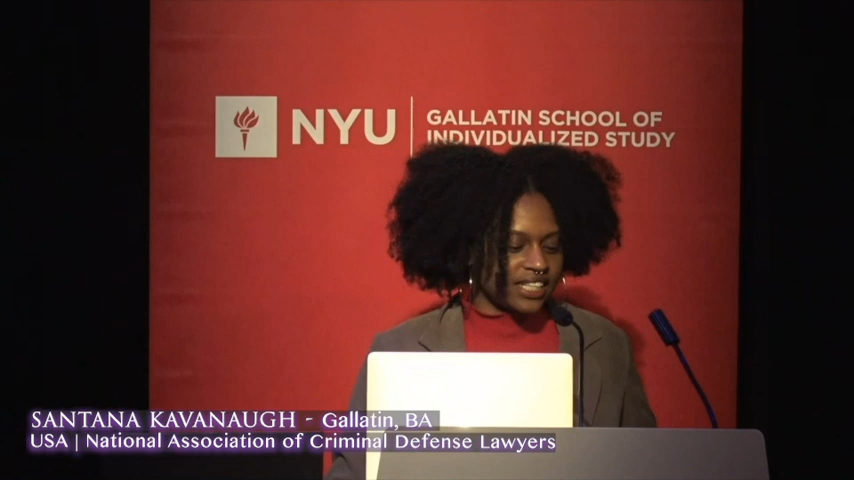 NYU
GALLATIN SCHOOL OF
INDIVIDUALIZED STUDY
SANTANA KAVANAUGH - Gallatin, BA
USA | National Association of Criminal Defense Lawyers